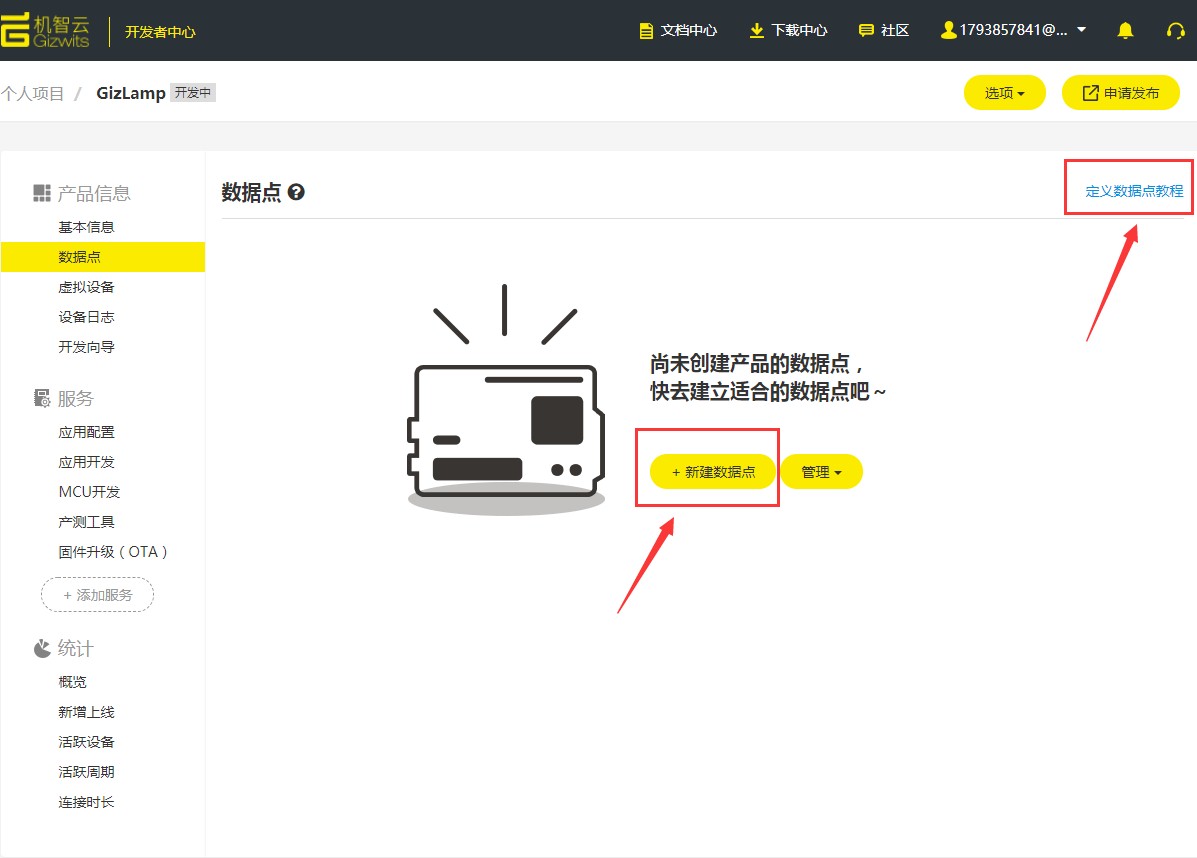 机智云
Gizwits
开发者中心
文档中心
下载中心
社区
1793857841@...
个人项目 / GizLamp 开发中
选项
申请发布
产品信息
基本信息
数据点
虚拟设备
设备日志
开发向导
服务
应用配置
应用开发
MCU开发
产测工具
固件升级（OTA）
+ 添加服务
统计
概览
新增上线
活跃设备
活跃周期
连接时长
数据点 ?
定义数据点教程
尚未创建产品的数据点，
快去建立适合的数据点吧~
+ 新建数据点
管理